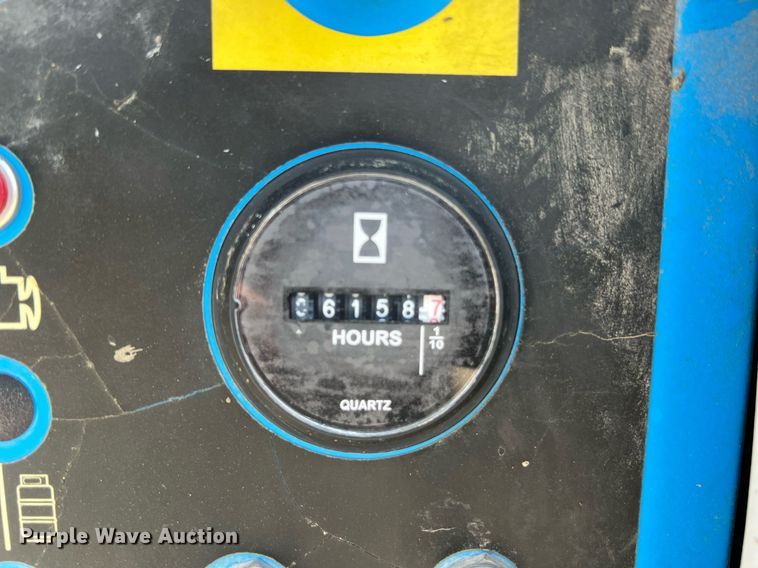 061587
HOURS
1
10
QUARTZ
Purple Wave Auction